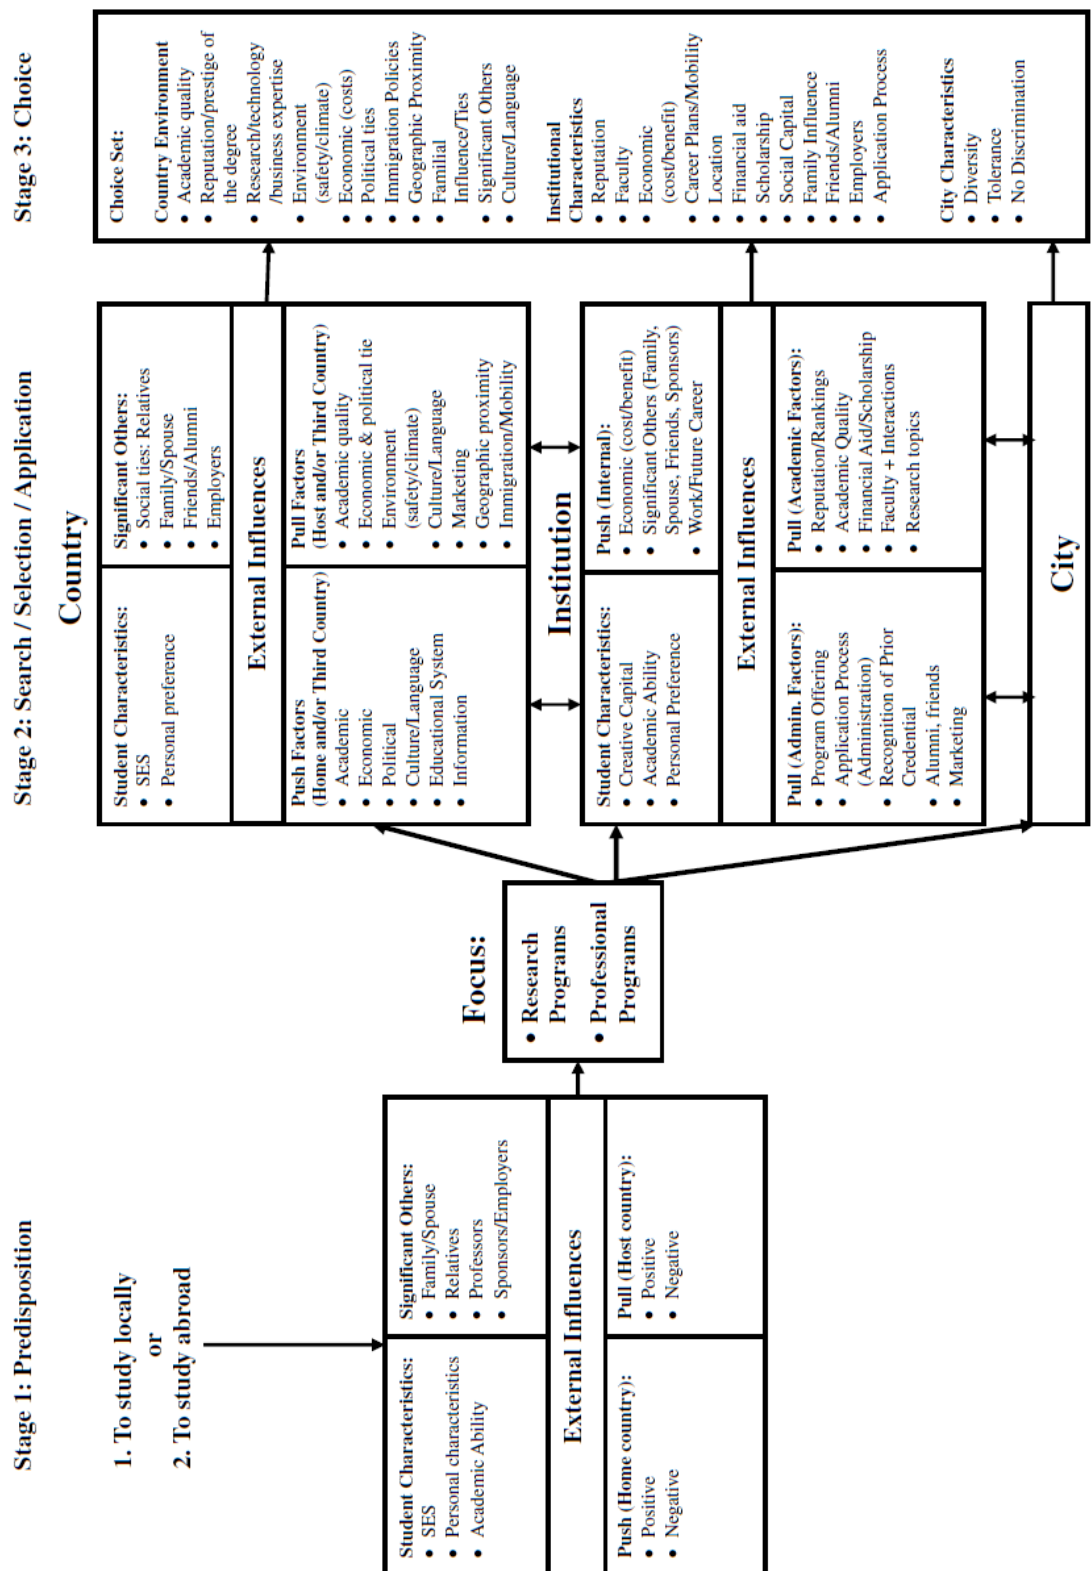 Stage 1: Predisposition
1. To study locally
or
2. To study abroad
Student Characteristics:
• SES
• Personal characteristics
• Academic Ability
Significant Others:
• Family/Spouse
• Relatives
• Professors
• Sponsors/Employers
External Influences
Push (Home country):
• Positive
• Negative
Pull (Host country):
• Positive
• Negative
Focus:
• Research
Programs
• Professional
Programs
Stage 2: Search / Selection / Application
Country
Student Characteristics:
• SES
• Personal preference
Significant Others:
• Social ties: Relatives
• Family/Spouse
• Friends/Alumni
• Employers
External Influences
Push Factors
(Home and/or Third Country)
• Academic
• Economic
• Political
• Culture/Language
• Educational System
• Information
Pull Factors
(Host and/or Third Country)
• Academic quality
• Economic & political tie
• Environment
(safety/climate)
• Culture/Language
• Marketing
• Geographic proximity
• Immigration/Mobility
Institution
Student Characteristics:
• Creative Capital
• Academic Ability
• Personal Preference
Push (Internal):
• Economic (cost/benefit)
• Significant Others (Family,
Spouse, Friends, Sponsors)
• Work/Future Career
External Influences
Pull (Admin. Factors):
• Program Offering
• Application Process
(Administration)
• Recognition of Prior
Credential
• Alumni, friends
• Marketing
Pull (Academic Factors):
• Reputation/Rankings
• Academic Quality
• Financial Aid/Scholarship
• Faculty + Interactions
• Research topics
City
Stage 3: Choice
Choice Set:
Country Environment
• Academic quality
• Reputation/prestige of
the degree
• Research/technology
/business expertise
• Environment
(safety/climate)
• Economic (costs)
• Political ties
• Immigration Policies
• Geographic Proximity
• Familial
Influence/Ties
• Significant Others
• Culture/Language
Institutional
Characteristics
• Reputation
• Faculty
• Economic
(cost/benefit)
• Career Plans/Mobility
• Location
• Financial aid
• Scholarship
• Social Capital
• Family Influence
• Friends/Alumni
• Employers
• Application Process
City Characteristics
• Diversity
• Tolerance
• No Discrimination